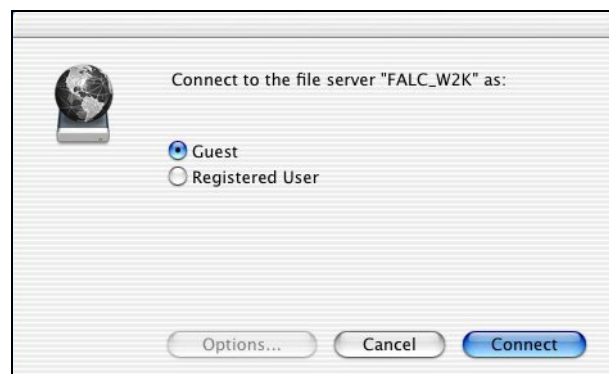 Connect to the file server "FALC_W2K" as:
Guest
Registered User
Options... Cancel Connect